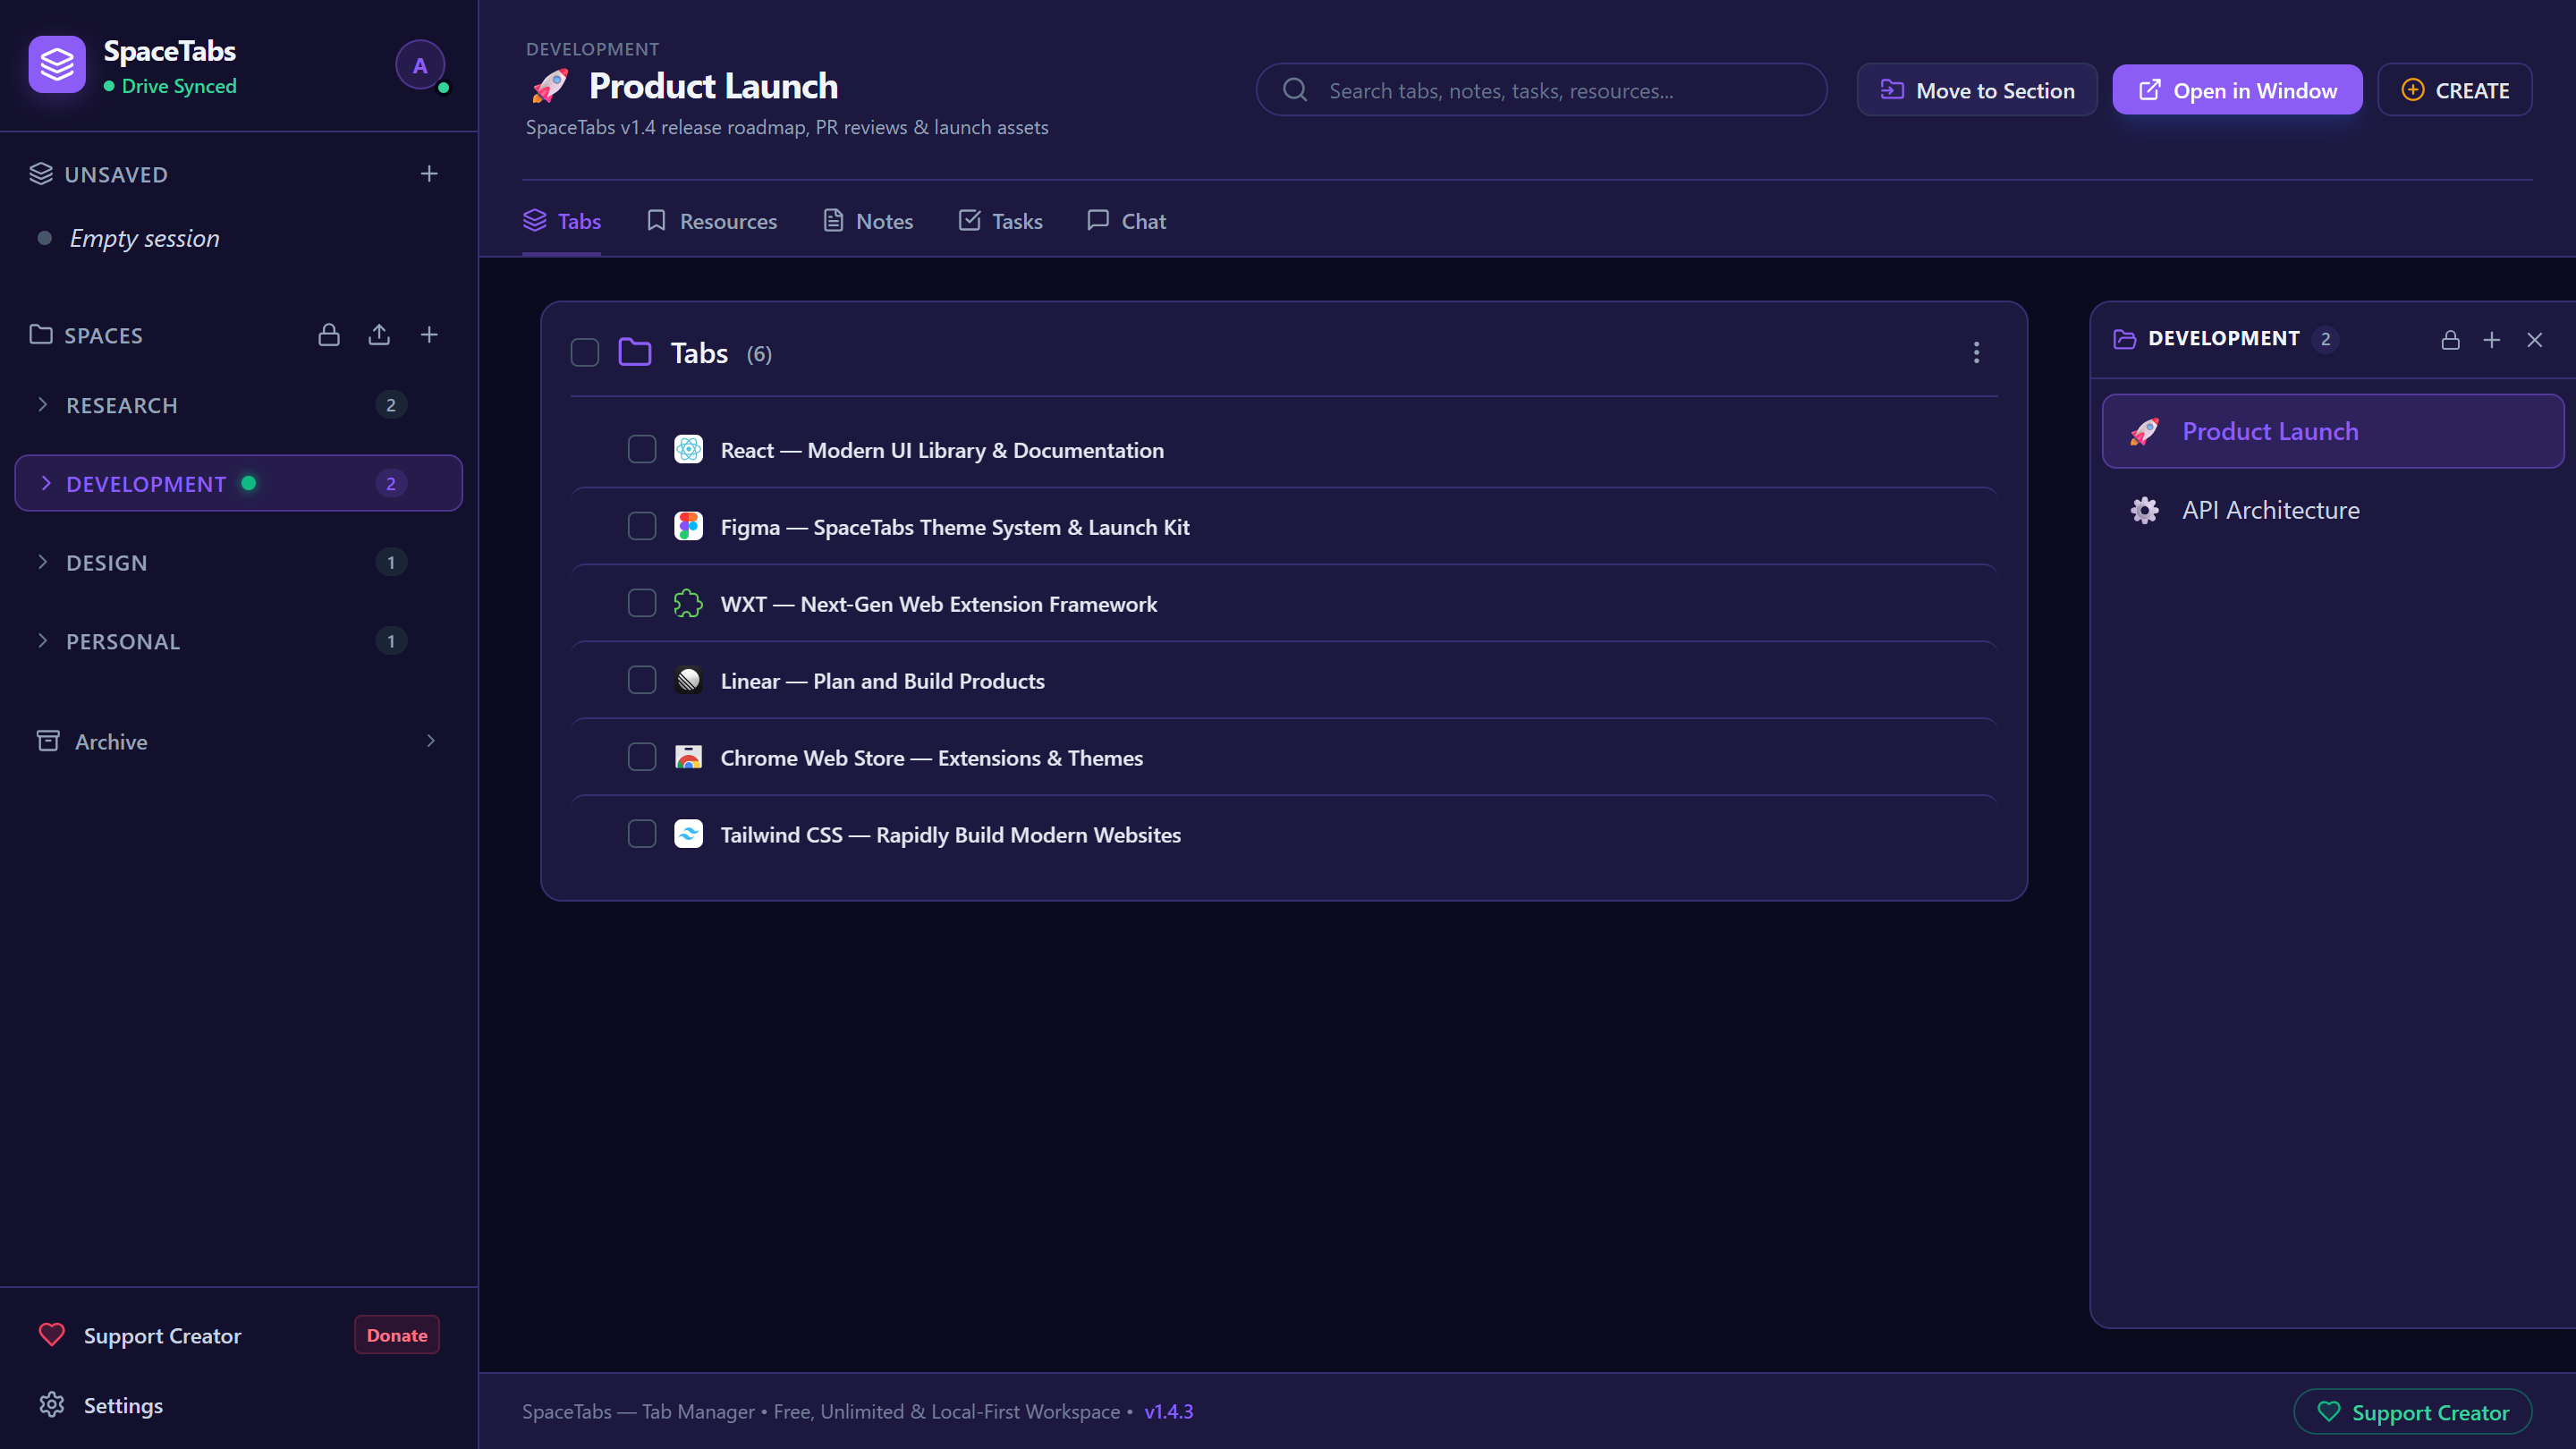 SpaceTabs
Drive Synced
A
UNSAVED
Empty session
SPACES
RESEARCH 2
DEVELOPMENT 2
DESIGN 1
PERSONAL 1
Archive
Support Creator Donate
Settings
DEVELOPMENT
🚀 Product Launch
SpaceTabs v1.4 release roadmap, PR reviews & launch assets
Search tabs, notes, tasks, resources...
Move to Section
Open in Window
CREATE
Tabs Resources Notes Tasks Chat
Tabs (6)
React — Modern UI Library & Documentation
Figma — SpaceTabs Theme System & Launch Kit
WXT — Next-Gen Web Extension Framework
Linear — Plan and Build Products
Chrome Web Store — Extensions & Themes
Tailwind CSS — Rapidly Build Modern Websites
DEVELOPMENT 2
🚀 Product Launch
⚙️ API Architecture
SpaceTabs — Tab Manager • Free, Unlimited & Local-First Workspace • v1.4.3
Support Creator